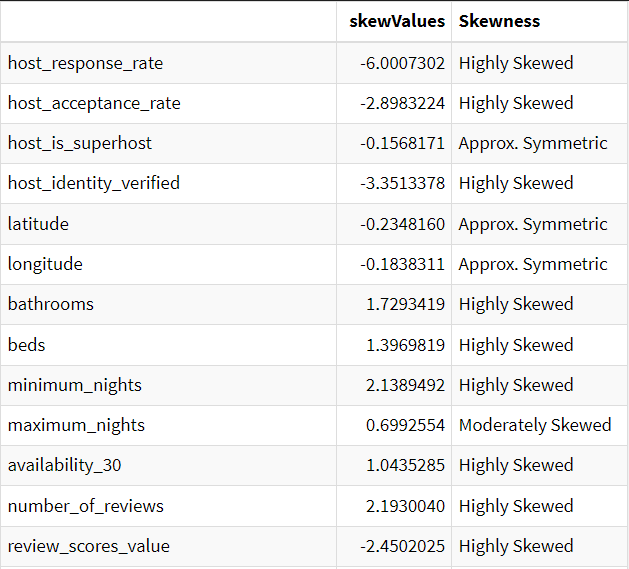 skewValues Skewness
host_response_rate -6.0007302 Highly Skewed
host_acceptance_rate -2.8983224 Highly Skewed
host_is_superhost -0.1568171 Approx. Symmetric
host_identity_verified -3.3513378 Highly Skewed
latitude -0.2348160 Approx. Symmetric
longitude -0.1838311 Approx. Symmetric
bathrooms 1.7293419 Highly Skewed
beds 1.3969819 Highly Skewed
minimum_nights 2.1389492 Highly Skewed
maximum_nights 0.6992554 Moderately Skewed
availability_30 1.0435285 Highly Skewed
number_of_reviews 2.1930040 Highly Skewed
review_scores_value -2.4502025 Highly Skewed